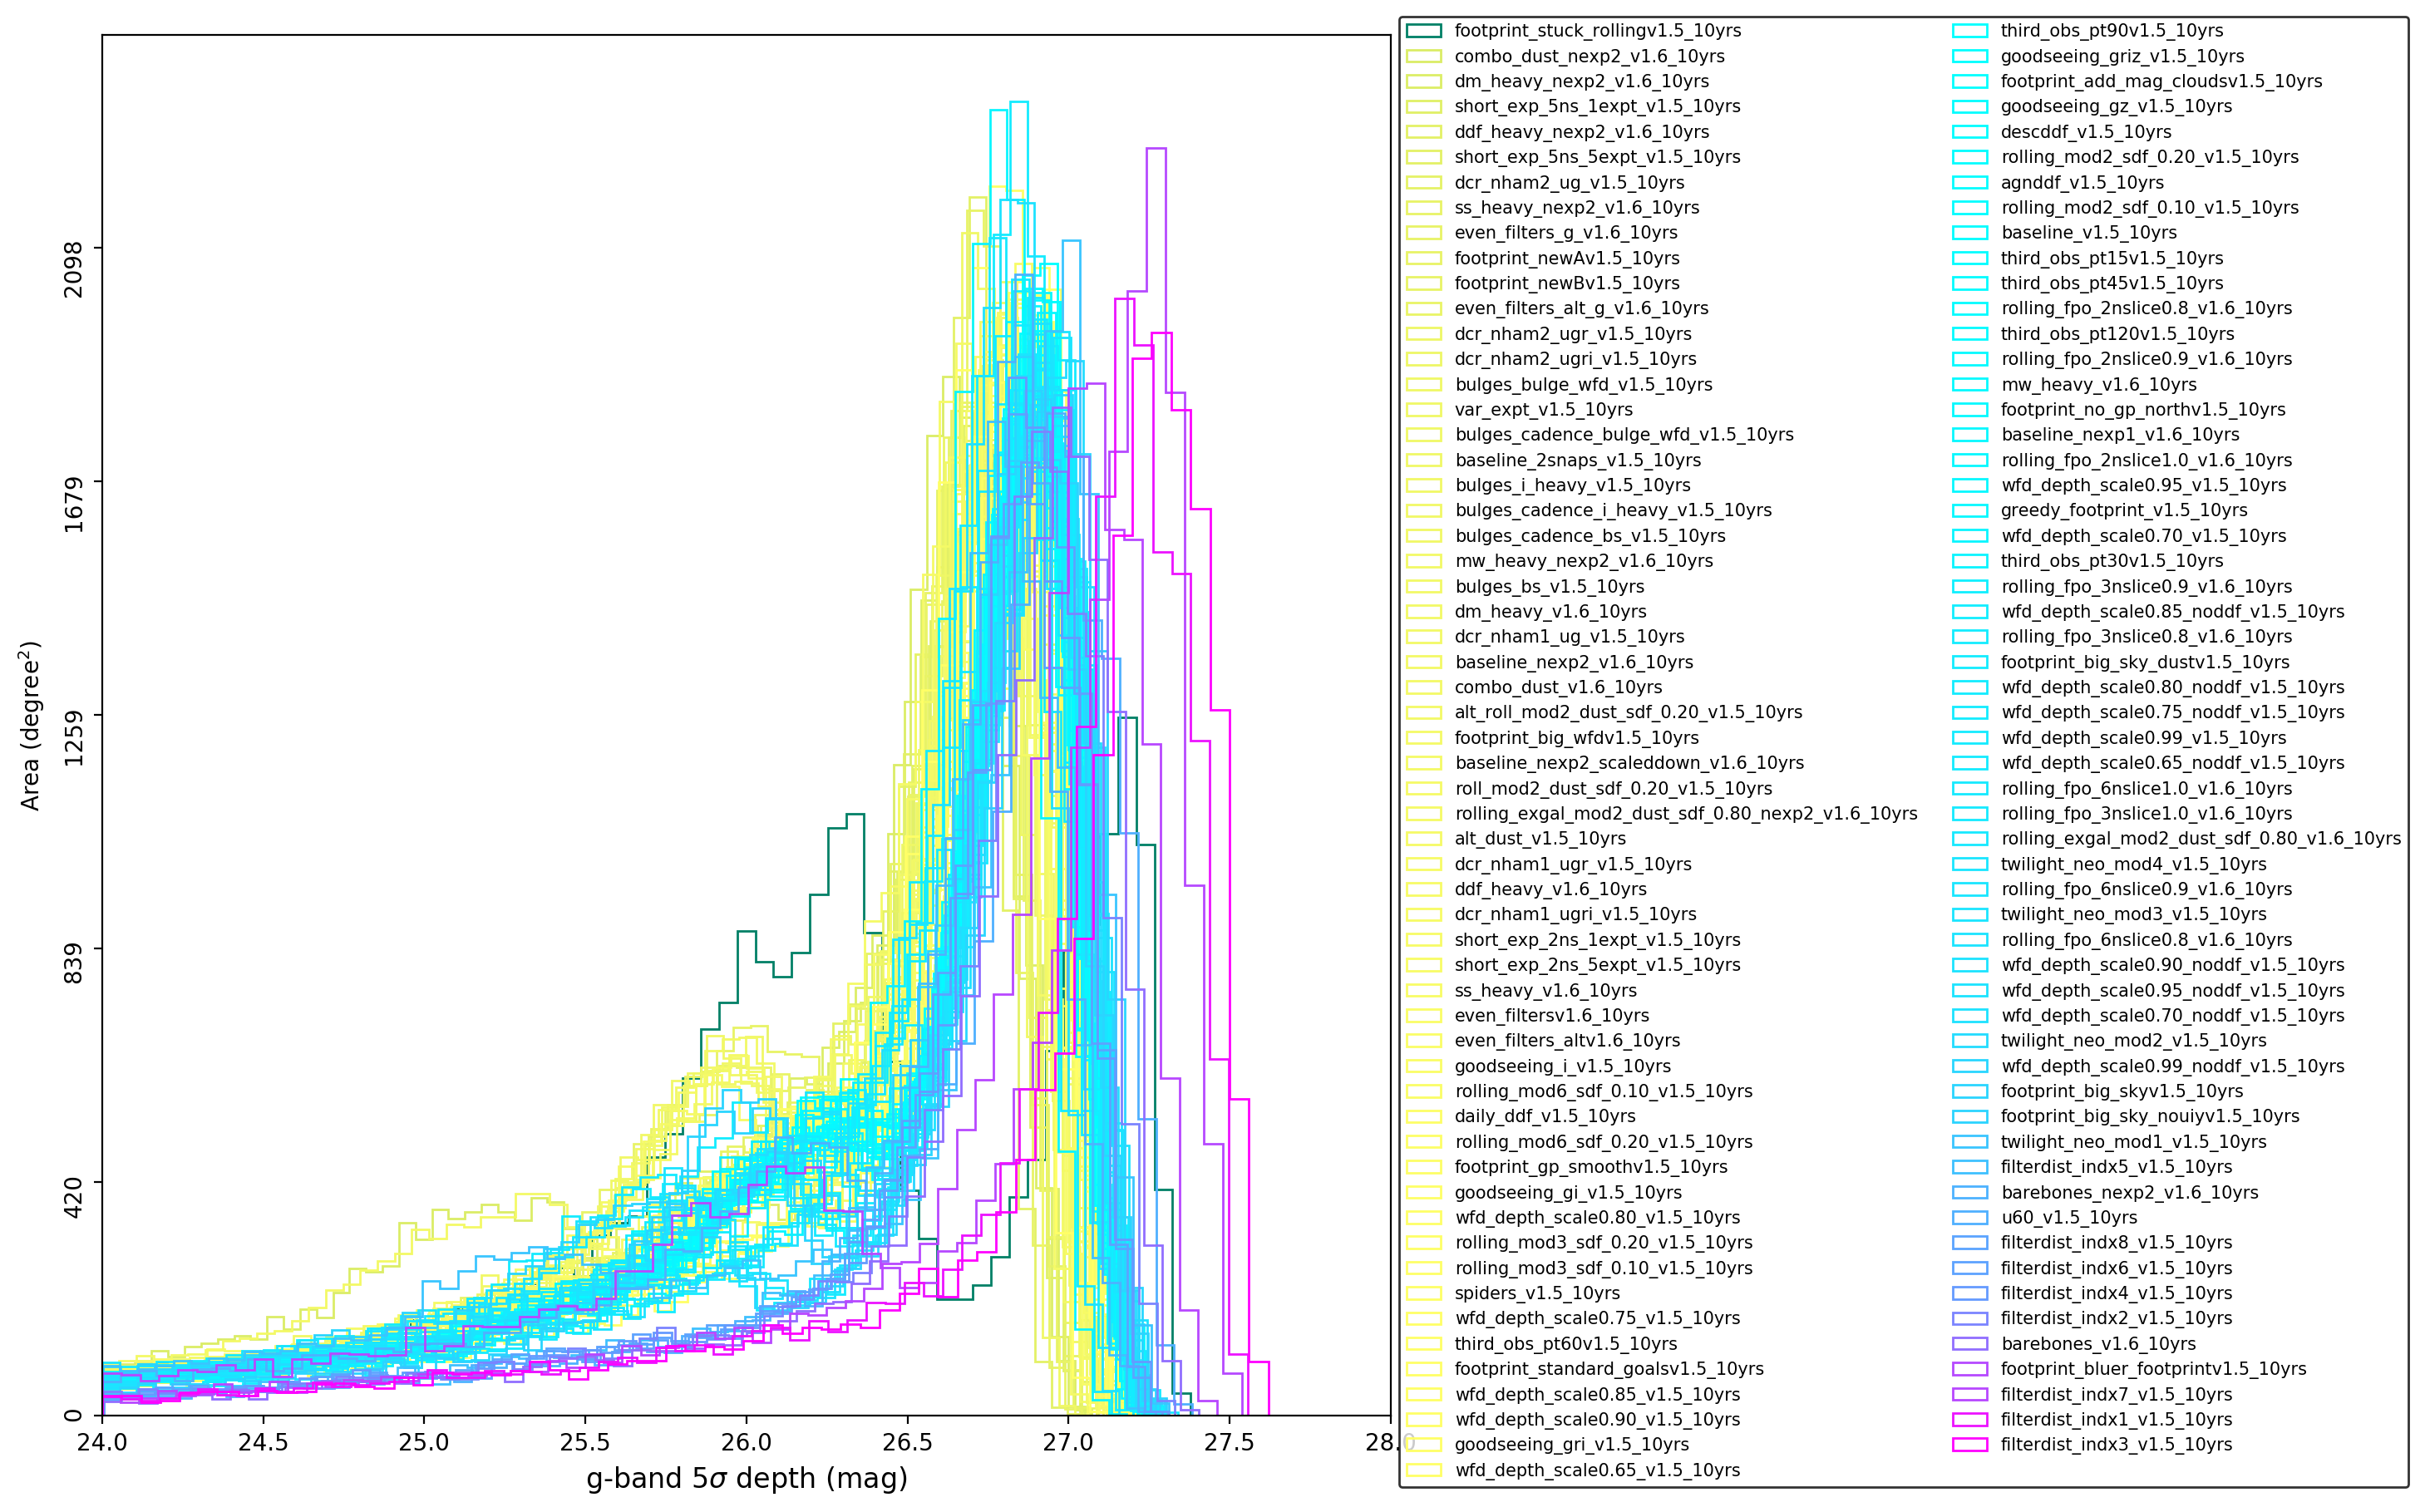 2098
1679
1259
839
420
0
Area (degree²)
24.0
24.5
25.0
25.5
26.0
26.5
27.0
27.5
28.0
g-band 5σ depth (mag)
footprint_stuck_rollingv1.5_10yrs
combo_dust_nexp2_v1.6_10yrs
dm_heavy_nexp2_v1.6_10yrs
short_exp_5ns_1expt_v1.5_10yrs
ddf_heavy_nexp2_v1.6_10yrs
short_exp_5ns_5expt_v1.5_10yrs
dcr_nham2_ug_v1.5_10yrs
ss_heavy_nexp2_v1.6_10yrs
even_filters_g_v1.6_10yrs
footprint_newAv1.5_10yrs
footprint_newBv1.5_10yrs
even_filters_alt_g_v1.6_10yrs
dcr_nham2_ugr_v1.5_10yrs
dcr_nham2_ugri_v1.5_10yrs
bulges_bulge_wfd_v1.5_10yrs
var_expt_v1.5_10yrs
bulges_cadence_bulge_wfd_v1.5_10yrs
baseline_2snaps_v1.5_10yrs
bulges_i_heavy_v1.5_10yrs
bulges_cadence_i_heavy_v1.5_10yrs
bulges_cadence_bs_v1.5_10yrs
mw_heavy_nexp2_v1.6_10yrs
bulges_bs_v1.5_10yrs
dm_heavy_v1.6_10yrs
dcr_nham1_ug_v1.5_10yrs
baseline_nexp2_v1.6_10yrs
combo_dust_v1.6_10yrs
alt_roll_mod2_dust_sdf_0.20_v1.5_10yrs
footprint_big_wfdv1.5_10yrs
baseline_nexp2_scaleddown_v1.6_10yrs
roll_mod2_dust_sdf_0.20_v1.5_10yrs
rolling_exgal_mod2_dust_sdf_0.80_nexp2_v1.6_10yrs
alt_dust_v1.5_10yrs
dcr_nham1_ugr_v1.5_10yrs
ddf_heavy_v1.6_10yrs
dcr_nham1_ugri_v1.5_10yrs
short_exp_2ns_1expt_v1.5_10yrs
short_exp_2ns_5expt_v1.5_10yrs
ss_heavy_v1.6_10yrs
even_filtersv1.6_10yrs
even_filters_altv1.6_10yrs
goodseeing_i_v1.5_10yrs
rolling_mod6_sdf_0.10_v1.5_10yrs
daily_ddf_v1.5_10yrs
rolling_mod6_sdf_0.20_v1.5_10yrs
footprint_gp_smoothv1.5_10yrs
goodseeing_gi_v1.5_10yrs
wfd_depth_scale0.80_v1.5_10yrs
rolling_mod3_sdf_0.20_v1.5_10yrs
rolling_mod3_sdf_0.10_v1.5_10yrs
spiders_v1.5_10yrs
wfd_depth_scale0.75_v1.5_10yrs
third_obs_pt60v1.5_10yrs
footprint_standard_goalsv1.5_10yrs
wfd_depth_scale0.85_v1.5_10yrs
wfd_depth_scale0.90_v1.5_10yrs
goodseeing_gri_v1.5_10yrs
wfd_depth_scale0.65_v1.5_10yrs
third_obs_pt90v1.5_10yrs
goodseeing_griz_v1.5_10yrs
footprint_add_mag_cloudsv1.5_10yrs
goodseeing_gz_v1.5_10yrs
descddf_v1.5_10yrs
rolling_mod2_sdf_0.20_v1.5_10yrs
agnddf_v1.5_10yrs
rolling_mod2_sdf_0.10_v1.5_10yrs
baseline_v1.5_10yrs
third_obs_pt15v1.5_10yrs
third_obs_pt45v1.5_10yrs
rolling_fpo_2nslice0.8_v1.6_10yrs
third_obs_pt120v1.5_10yrs
rolling_fpo_2nslice0.9_v1.6_10yrs
mw_heavy_v1.6_10yrs
footprint_no_gp_northv1.5_10yrs
baseline_nexp1_v1.6_10yrs
rolling_fpo_2nslice1.0_v1.6_10yrs
wfd_depth_scale0.95_v1.5_10yrs
greedy_footprint_v1.5_10yrs
wfd_depth_scale0.70_v1.5_10yrs
third_obs_pt30v1.5_10yrs
rolling_fpo_3nslice0.9_v1.6_10yrs
wfd_depth_scale0.85_noddf_v1.5_10yrs
rolling_fpo_3nslice0.8_v1.6_10yrs
footprint_big_sky_dustv1.5_10yrs
wfd_depth_scale0.80_noddf_v1.5_10yrs
wfd_depth_scale0.75_noddf_v1.5_10yrs
wfd_depth_scale0.99_v1.5_10yrs
wfd_depth_scale0.65_noddf_v1.5_10yrs
rolling_fpo_6nslice1.0_v1.6_10yrs
rolling_fpo_3nslice1.0_v1.6_10yrs
rolling_exgal_mod2_dust_sdf_0.80_v1.6_10yrs
twilight_neo_mod4_v1.5_10yrs
rolling_fpo_6nslice0.9_v1.6_10yrs
twilight_neo_mod3_v1.5_10yrs
rolling_fpo_6nslice0.8_v1.6_10yrs
wfd_depth_scale0.90_noddf_v1.5_10yrs
wfd_depth_scale0.95_noddf_v1.5_10yrs
wfd_depth_scale0.70_noddf_v1.5_10yrs
twilight_neo_mod2_v1.5_10yrs
wfd_depth_scale0.99_noddf_v1.5_10yrs
footprint_big_skyv1.5_10yrs
footprint_big_sky_nouiyv1.5_10yrs
twilight_neo_mod1_v1.5_10yrs
filterdist_indx5_v1.5_10yrs
barebones_nexp2_v1.6_10yrs
u60_v1.5_10yrs
filterdist_indx8_v1.5_10yrs
filterdist_indx6_v1.5_10yrs
filterdist_indx4_v1.5_10yrs
filterdist_indx2_v1.5_10yrs
barebones_v1.6_10yrs
footprint_bluer_footprintv1.5_10yrs
filterdist_indx7_v1.5_10yrs
filterdist_indx1_v1.5_10yrs
filterdist_indx3_v1.5_10yrs